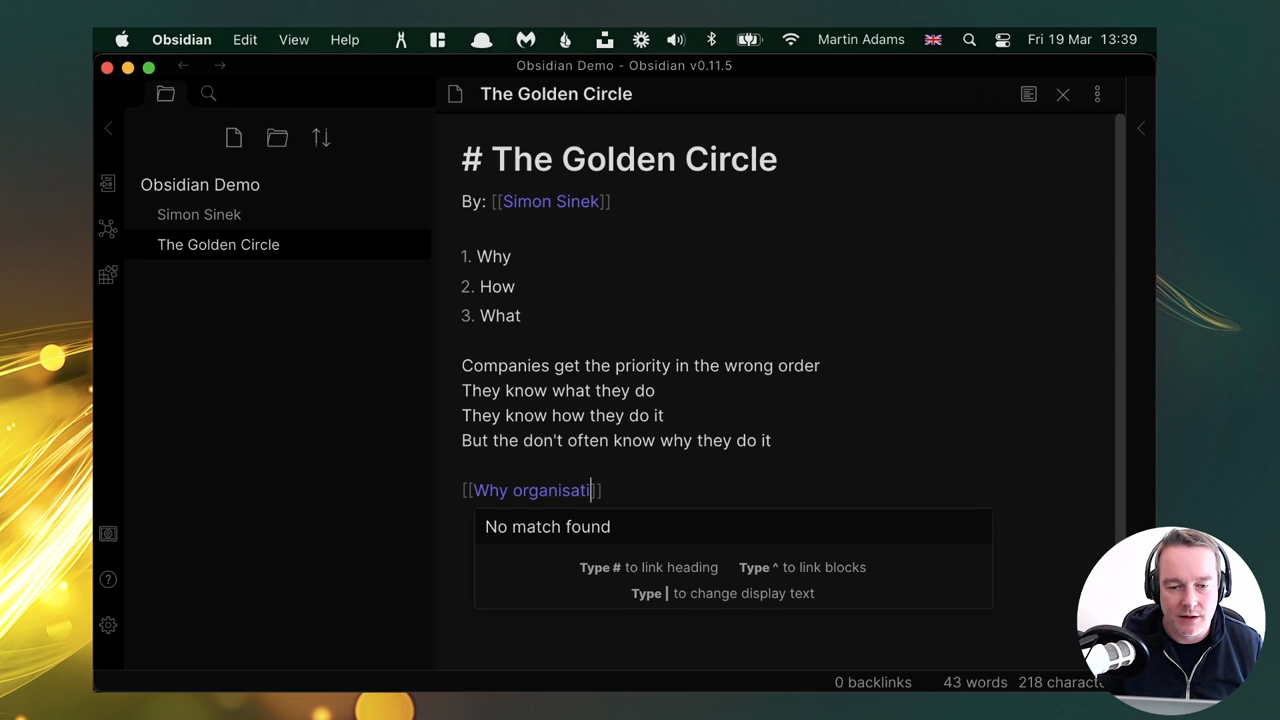 Obsidian Edit View Help Martin Adams Fri 19 Mar 13:39
Obsidian Demo - Obsidian v0.11.5
The Golden Circle
Obsidian Demo
Simon Sinek
The Golden Circle
# The Golden Circle
By: [[Simon Sinek]]
1. Why
2. How
3. What
Companies get the priority in the wrong order
They know what they do
They know how they do it
But the don't often know why they do it
[[Why organisati]]
No match found
Type # to link heading Type ^ to link blocks
Type | to change display text
0 backlinks 43 words 218 characte